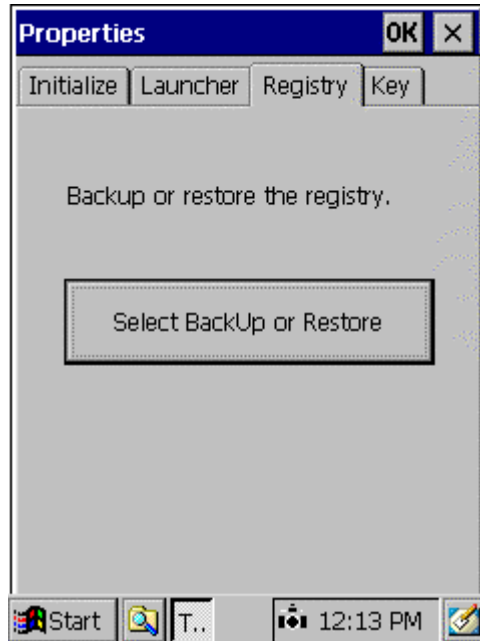 Properties OK
Initialize Launcher Registry Key
Backup or restore the registry.
Select BackUp or Restore
Start T.. 12:13 PM